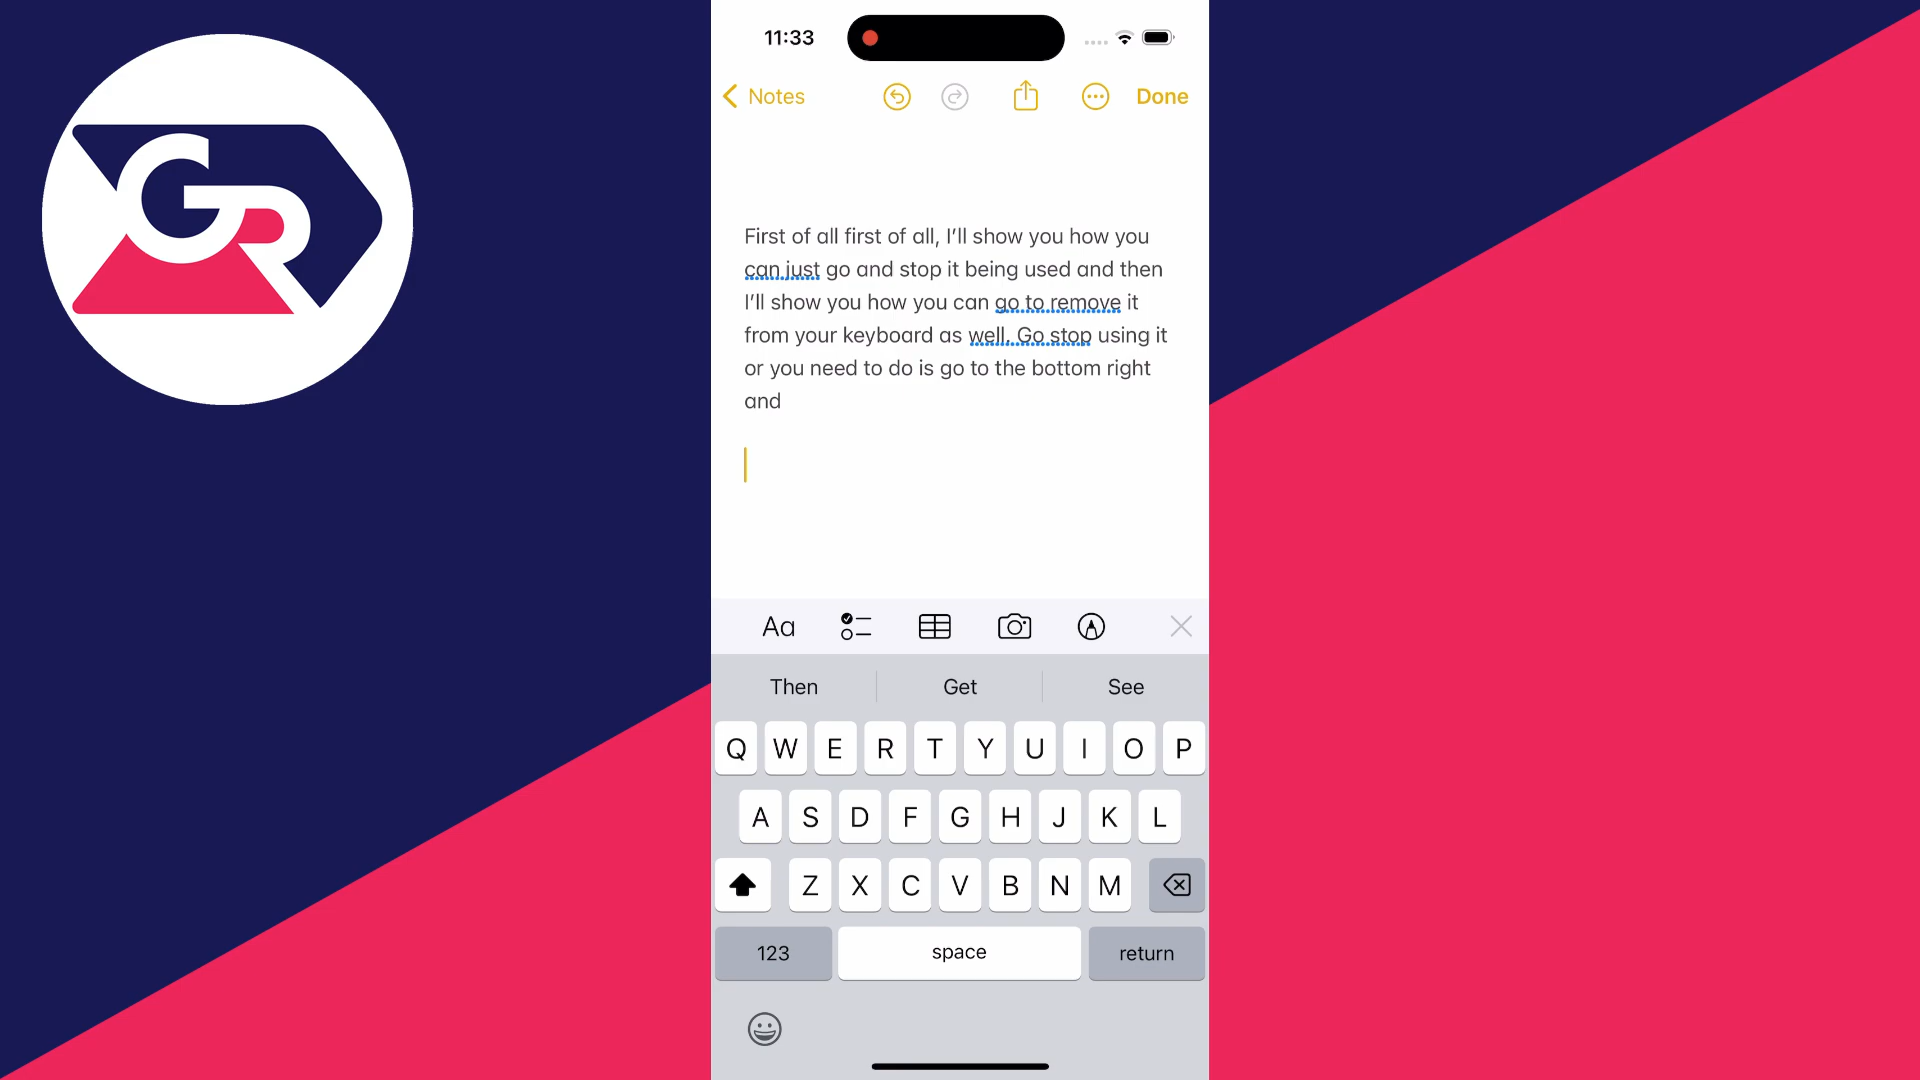 GR
11:33
Notes
Done
First of all first of all, I'll show you how you
can just go and stop it being used and then
I'll show you how you can go to remove it
from your keyboard as well. Go stop using it
or you need to do is go to the bottom right
and
Aa
Then Get See
Q W E R T Y U I O P
A S D F G H J K L
Z X C V B N M
123 space return